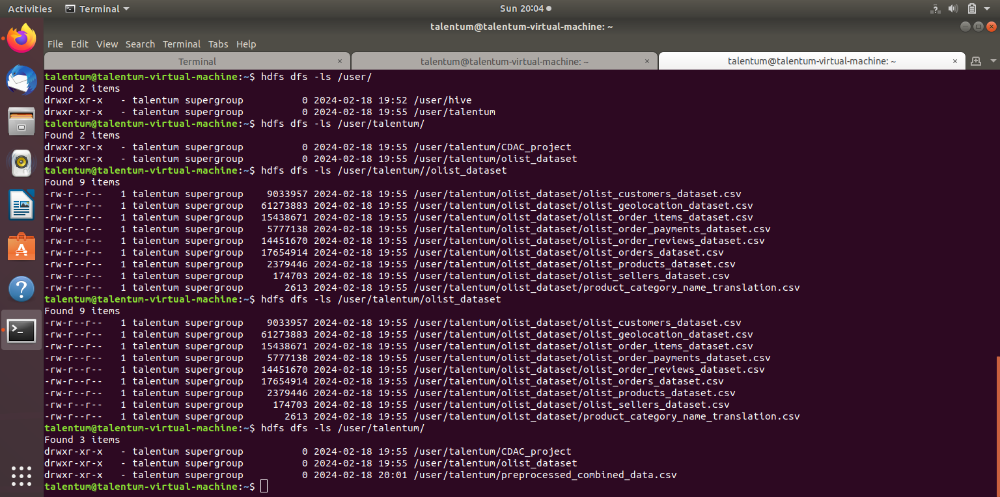 Activities Terminal Sun 20:04
talentum@talentum-virtual-machine: ~
File Edit View Search Terminal Tabs Help
Terminal × talentum@talentum-virtual-machine: ~ × talentum@talentum-virtual-machine: ~ ×
talentum@talentum-virtual-machine:~$ hdfs dfs -ls /user/
Found 2 items
drwxr-xr-x   - talentum supergroup          0 2024-02-18 19:52 /user/hive
drwxr-xr-x   - talentum supergroup          0 2024-02-18 19:55 /user/talentum
talentum@talentum-virtual-machine:~$ hdfs dfs -ls /user/talentum/
Found 2 items
drwxr-xr-x   - talentum supergroup          0 2024-02-18 19:55 /user/talentum/CDAC_project
drwxr-xr-x   - talentum supergroup          0 2024-02-18 19:55 /user/talentum/olist_dataset
talentum@talentum-virtual-machine:~$ hdfs dfs -ls /user/talentum//olist_dataset
Found 9 items
-rw-r--r--   1 talentum supergroup    9033957 2024-02-18 19:55 /user/talentum/olist_dataset/olist_customers_dataset.csv
-rw-r--r--   1 talentum supergroup   61273883 2024-02-18 19:55 /user/talentum/olist_dataset/olist_geolocation_dataset.csv
-rw-r--r--   1 talentum supergroup   15438671 2024-02-18 19:55 /user/talentum/olist_dataset/olist_order_items_dataset.csv
-rw-r--r--   1 talentum supergroup    5777138 2024-02-18 19:55 /user/talentum/olist_dataset/olist_order_payments_dataset.csv
-rw-r--r--   1 talentum supergroup   14451670 2024-02-18 19:55 /user/talentum/olist_dataset/olist_order_reviews_dataset.csv
-rw-r--r--   1 talentum supergroup   17654914 2024-02-18 19:55 /user/talentum/olist_dataset/olist_orders_dataset.csv
-rw-r--r--   1 talentum supergroup    2379446 2024-02-18 19:55 /user/talentum/olist_dataset/olist_products_dataset.csv
-rw-r--r--   1 talentum supergroup     174703 2024-02-18 19:55 /user/talentum/olist_dataset/olist_sellers_dataset.csv
-rw-r--r--   1 talentum supergroup       2613 2024-02-18 19:55 /user/talentum/olist_dataset/product_category_name_translation.csv
talentum@talentum-virtual-machine:~$ hdfs dfs -ls /user/talentum/olist_dataset
Found 9 items
-rw-r--r--   1 talentum supergroup    9033957 2024-02-18 19:55 /user/talentum/olist_dataset/olist_customers_dataset.csv
-rw-r--r--   1 talentum supergroup   61273883 2024-02-18 19:55 /user/talentum/olist_dataset/olist_geolocation_dataset.csv
-rw-r--r--   1 talentum supergroup   15438671 2024-02-18 19:55 /user/talentum/olist_dataset/olist_order_items_dataset.csv
-rw-r--r--   1 talentum supergroup    5777138 2024-02-18 19:55 /user/talentum/olist_dataset/olist_order_payments_dataset.csv
-rw-r--r--   1 talentum supergroup   14451670 2024-02-18 19:55 /user/talentum/olist_dataset/olist_order_reviews_dataset.csv
-rw-r--r--   1 talentum supergroup   17654914 2024-02-18 19:55 /user/talentum/olist_dataset/olist_orders_dataset.csv
-rw-r--r--   1 talentum supergroup    2379446 2024-02-18 19:55 /user/talentum/olist_dataset/olist_products_dataset.csv
-rw-r--r--   1 talentum supergroup     174703 2024-02-18 19:55 /user/talentum/olist_dataset/olist_sellers_dataset.csv
-rw-r--r--   1 talentum supergroup       2613 2024-02-18 19:55 /user/talentum/olist_dataset/product_category_name_translation.csv
talentum@talentum-virtual-machine:~$ hdfs dfs -ls /user/talentum/
Found 3 items
drwxr-xr-x   - talentum supergroup          0 2024-02-18 19:55 /user/talentum/CDAC_project
drwxr-xr-x   - talentum supergroup          0 2024-02-18 19:55 /user/talentum/olist_dataset
drwxr-xr-x   - talentum supergroup          0 2024-02-18 20:01 /user/talentum/preprocessed_combined_data.csv
talentum@talentum-virtual-machine:~$